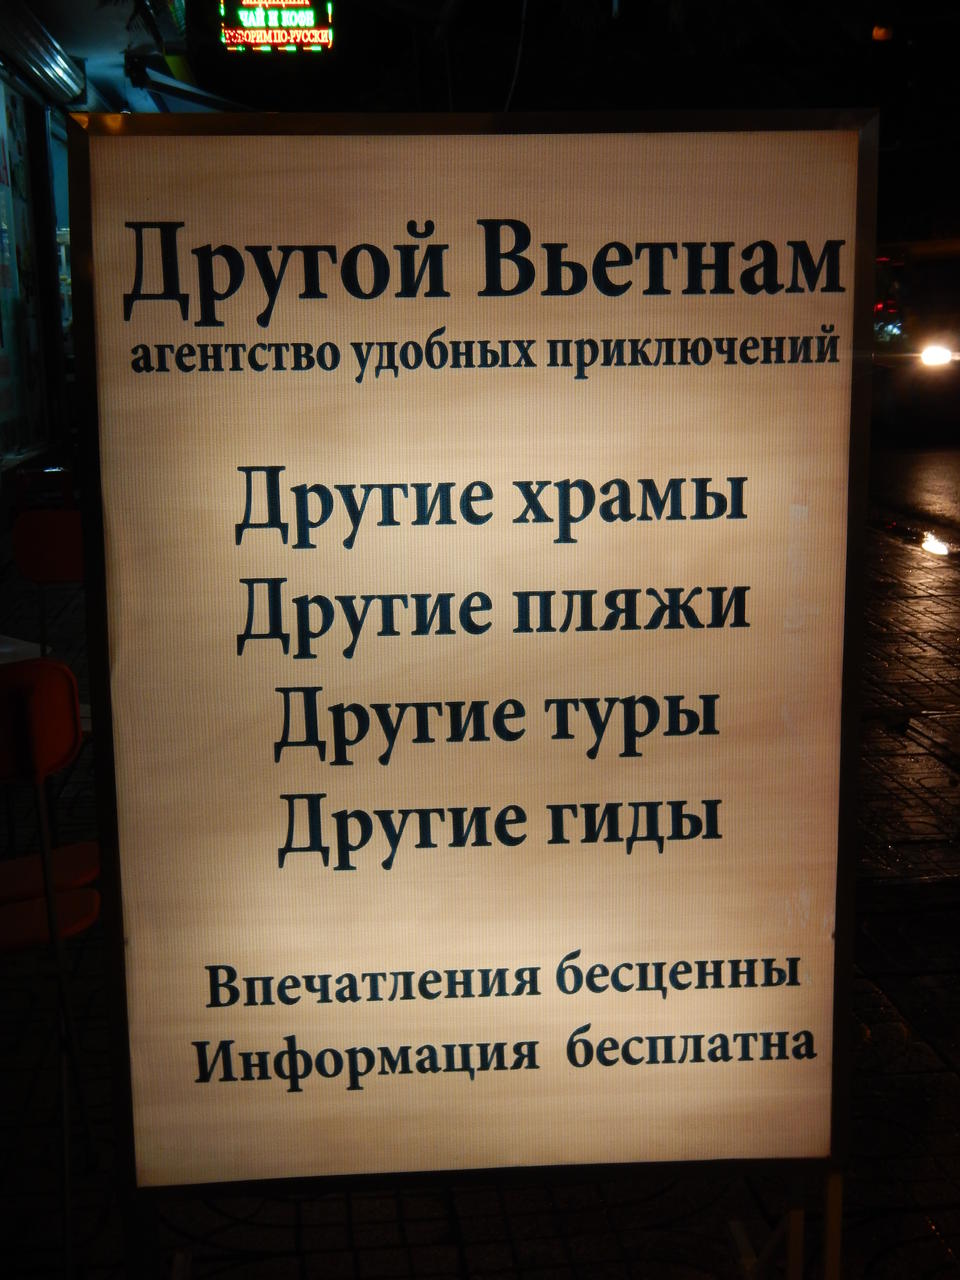 ЧАЙ И КОФЕ
ГОВОРИМ ПО-РУССКИ
Другой Вьетнам
агентство удобных приключений
Другие храмы
Другие пляжи
Другие туры
Другие гиды
Впечатления бесценны
Информация бесплатна